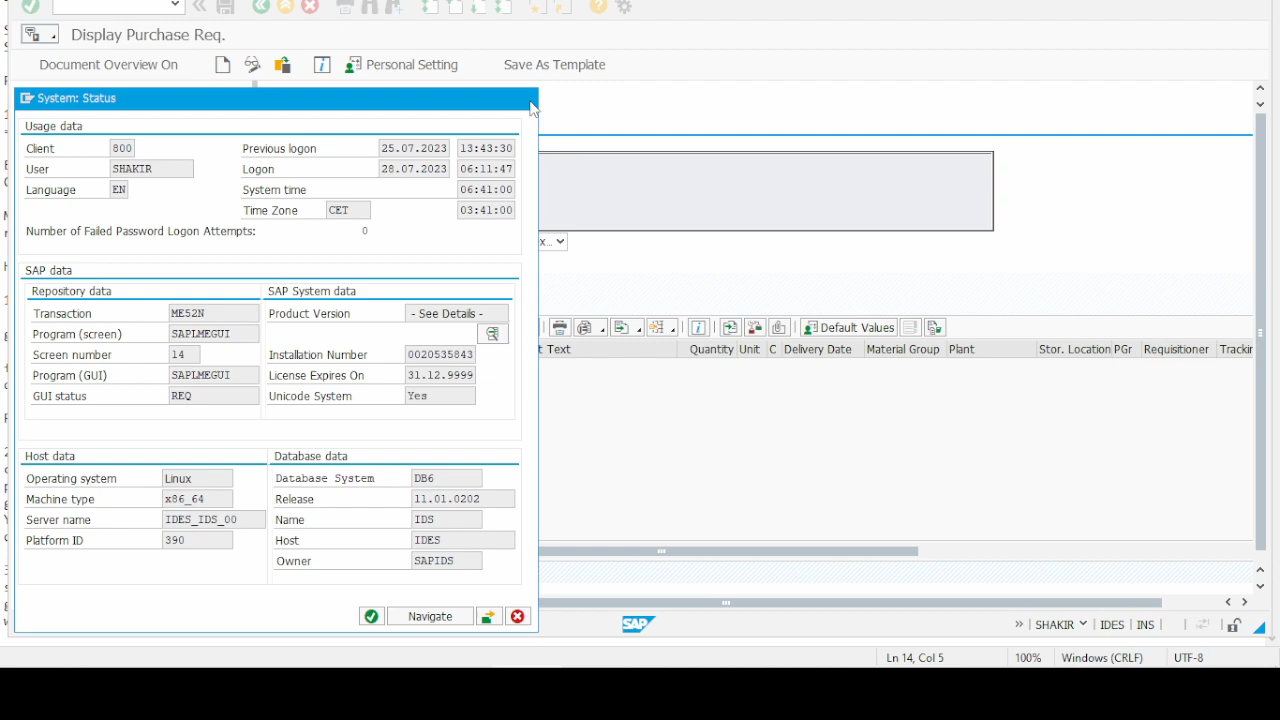 Display Purchase Req.
Document Overview On
Personal Setting
Save As Template
System: Status
Usage data
Client 800 Previous logon 25.07.2023 13:43:30
User SHAKIR Logon 28.07.2023 06:11:47
Language EN System time 06:41:00
Time Zone CET 03:41:00
Number of Failed Password Logon Attempts: 0
SAP data
Repository data SAP System data
Transaction ME52N Product Version - See Details -
Program (screen) SAPLMEGUI
Screen number 14 Installation Number 0020535843
Program (GUI) SAPLMEGUI License Expires On 31.12.9999
GUI status REQ Unicode System Yes
Host data Database data
Operating system Linux Database System DB6
Machine type x86_64 Release 11.01.0202
Server name IDES_IDS_00 Name IDS
Platform ID 390 Host IDES
Owner SAPIDS
Navigate
x...
Default Values
t Text Quantity Unit C Delivery Date Material Group Plant Stor. Location PGr Requisitioner Trackin
SAP
» SHAKIR IDES INS
Ln 14, Col 5 100% Windows (CRLF) UTF-8